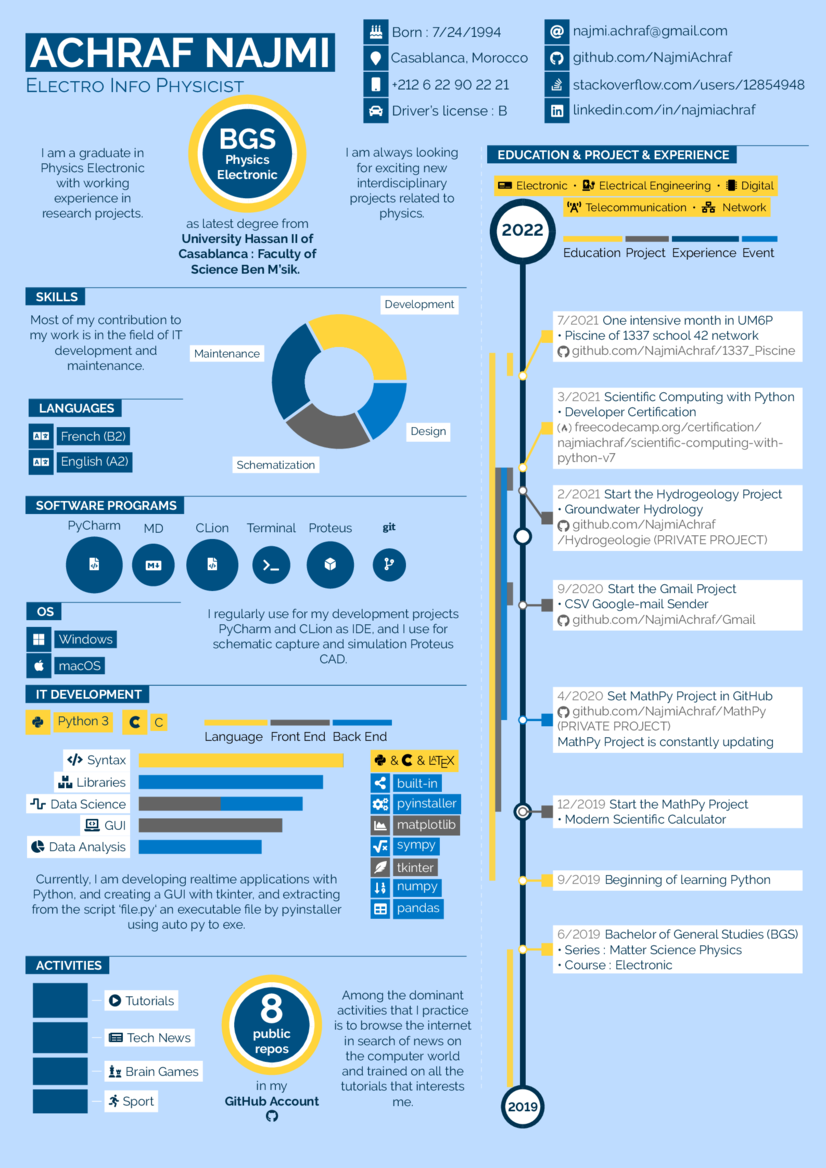 ACHRAF NAJMI
ELECTRO INFO PHYSICIST
Born : 7/24/1994
Casablanca, Morocco
+212 6 22 90 22 21
Driver's license : B
najmi.achraf@gmail.com
github.com/NajmiAchraf
stackoverflow.com/users/12854948
linkedin.com/in/najmiachraf
I am a graduate in
Physics Electronic
with working
experience in
research projects.
BGS
Physics
Electronic
as latest degree from
University Hassan II of
Casablanca : Faculty of
Science Ben M'sik.
I am always looking
for exciting new
interdisciplinary
projects related to
physics.
SKILLS
Most of my contribution to
my work is in the field of IT
development and
maintenance.
Development
Maintenance
Design
Schematization
LANGUAGES
French (B2)
English (A2)
SOFTWARE PROGRAMS
PyCharm
MD
CLion
Terminal
Proteus
git
OS
Windows
macOS
I regularly use for my development projects
PyCharm and CLion as IDE, and I use for
schematic capture and simulation Proteus
CAD.
IT DEVELOPMENT
Python 3
C
Language Front End Back End
Syntax
Libraries
Data Science
GUI
Data Analysis
& C & LATEX
built-in
pyinstaller
matplotlib
sympy
tkinter
numpy
pandas
Currently, I am developing realtime applications with
Python, and creating a GUI with tkinter, and extracting
from the script 'file.py' an executable file by pyinstaller
using auto py to exe.
ACTIVITIES
Tutorials
Tech News
Brain Games
Sport
8
public
repos
in my
GitHub Account
Among the dominant
activities that I practice
is to browse the internet
in search of news on
the computer world
and trained on all the
tutorials that interests
me.
EDUCATION & PROJECT & EXPERIENCE
Electronic • Electrical Engineering • Digital
Telecommunication • Network
2022
Education Project Experience Event
7/2021 One intensive month in UM6P
• Piscine of 1337 school 42 network
github.com/NajmiAchraf/1337_Piscine
3/2021 Scientific Computing with Python
• Developer Certification
freecodecamp.org/certification/
najmiachraf/scientific-computing-with-
python-v7
2/2021 Start the Hydrogeology Project
• Groundwater Hydrology
github.com/NajmiAchraf
/Hydrogeologie (PRIVATE PROJECT)
9/2020 Start the Gmail Project
• CSV Google-mail Sender
github.com/NajmiAchraf/Gmail
4/2020 Set MathPy Project in GitHub
github.com/NajmiAchraf/MathPy
(PRIVATE PROJECT)
MathPy Project is constantly updating
12/2019 Start the MathPy Project
• Modern Scientific Calculator
9/2019 Beginning of learning Python
6/2019 Bachelor of General Studies (BGS)
• Series : Matter Science Physics
• Course : Electronic
2019